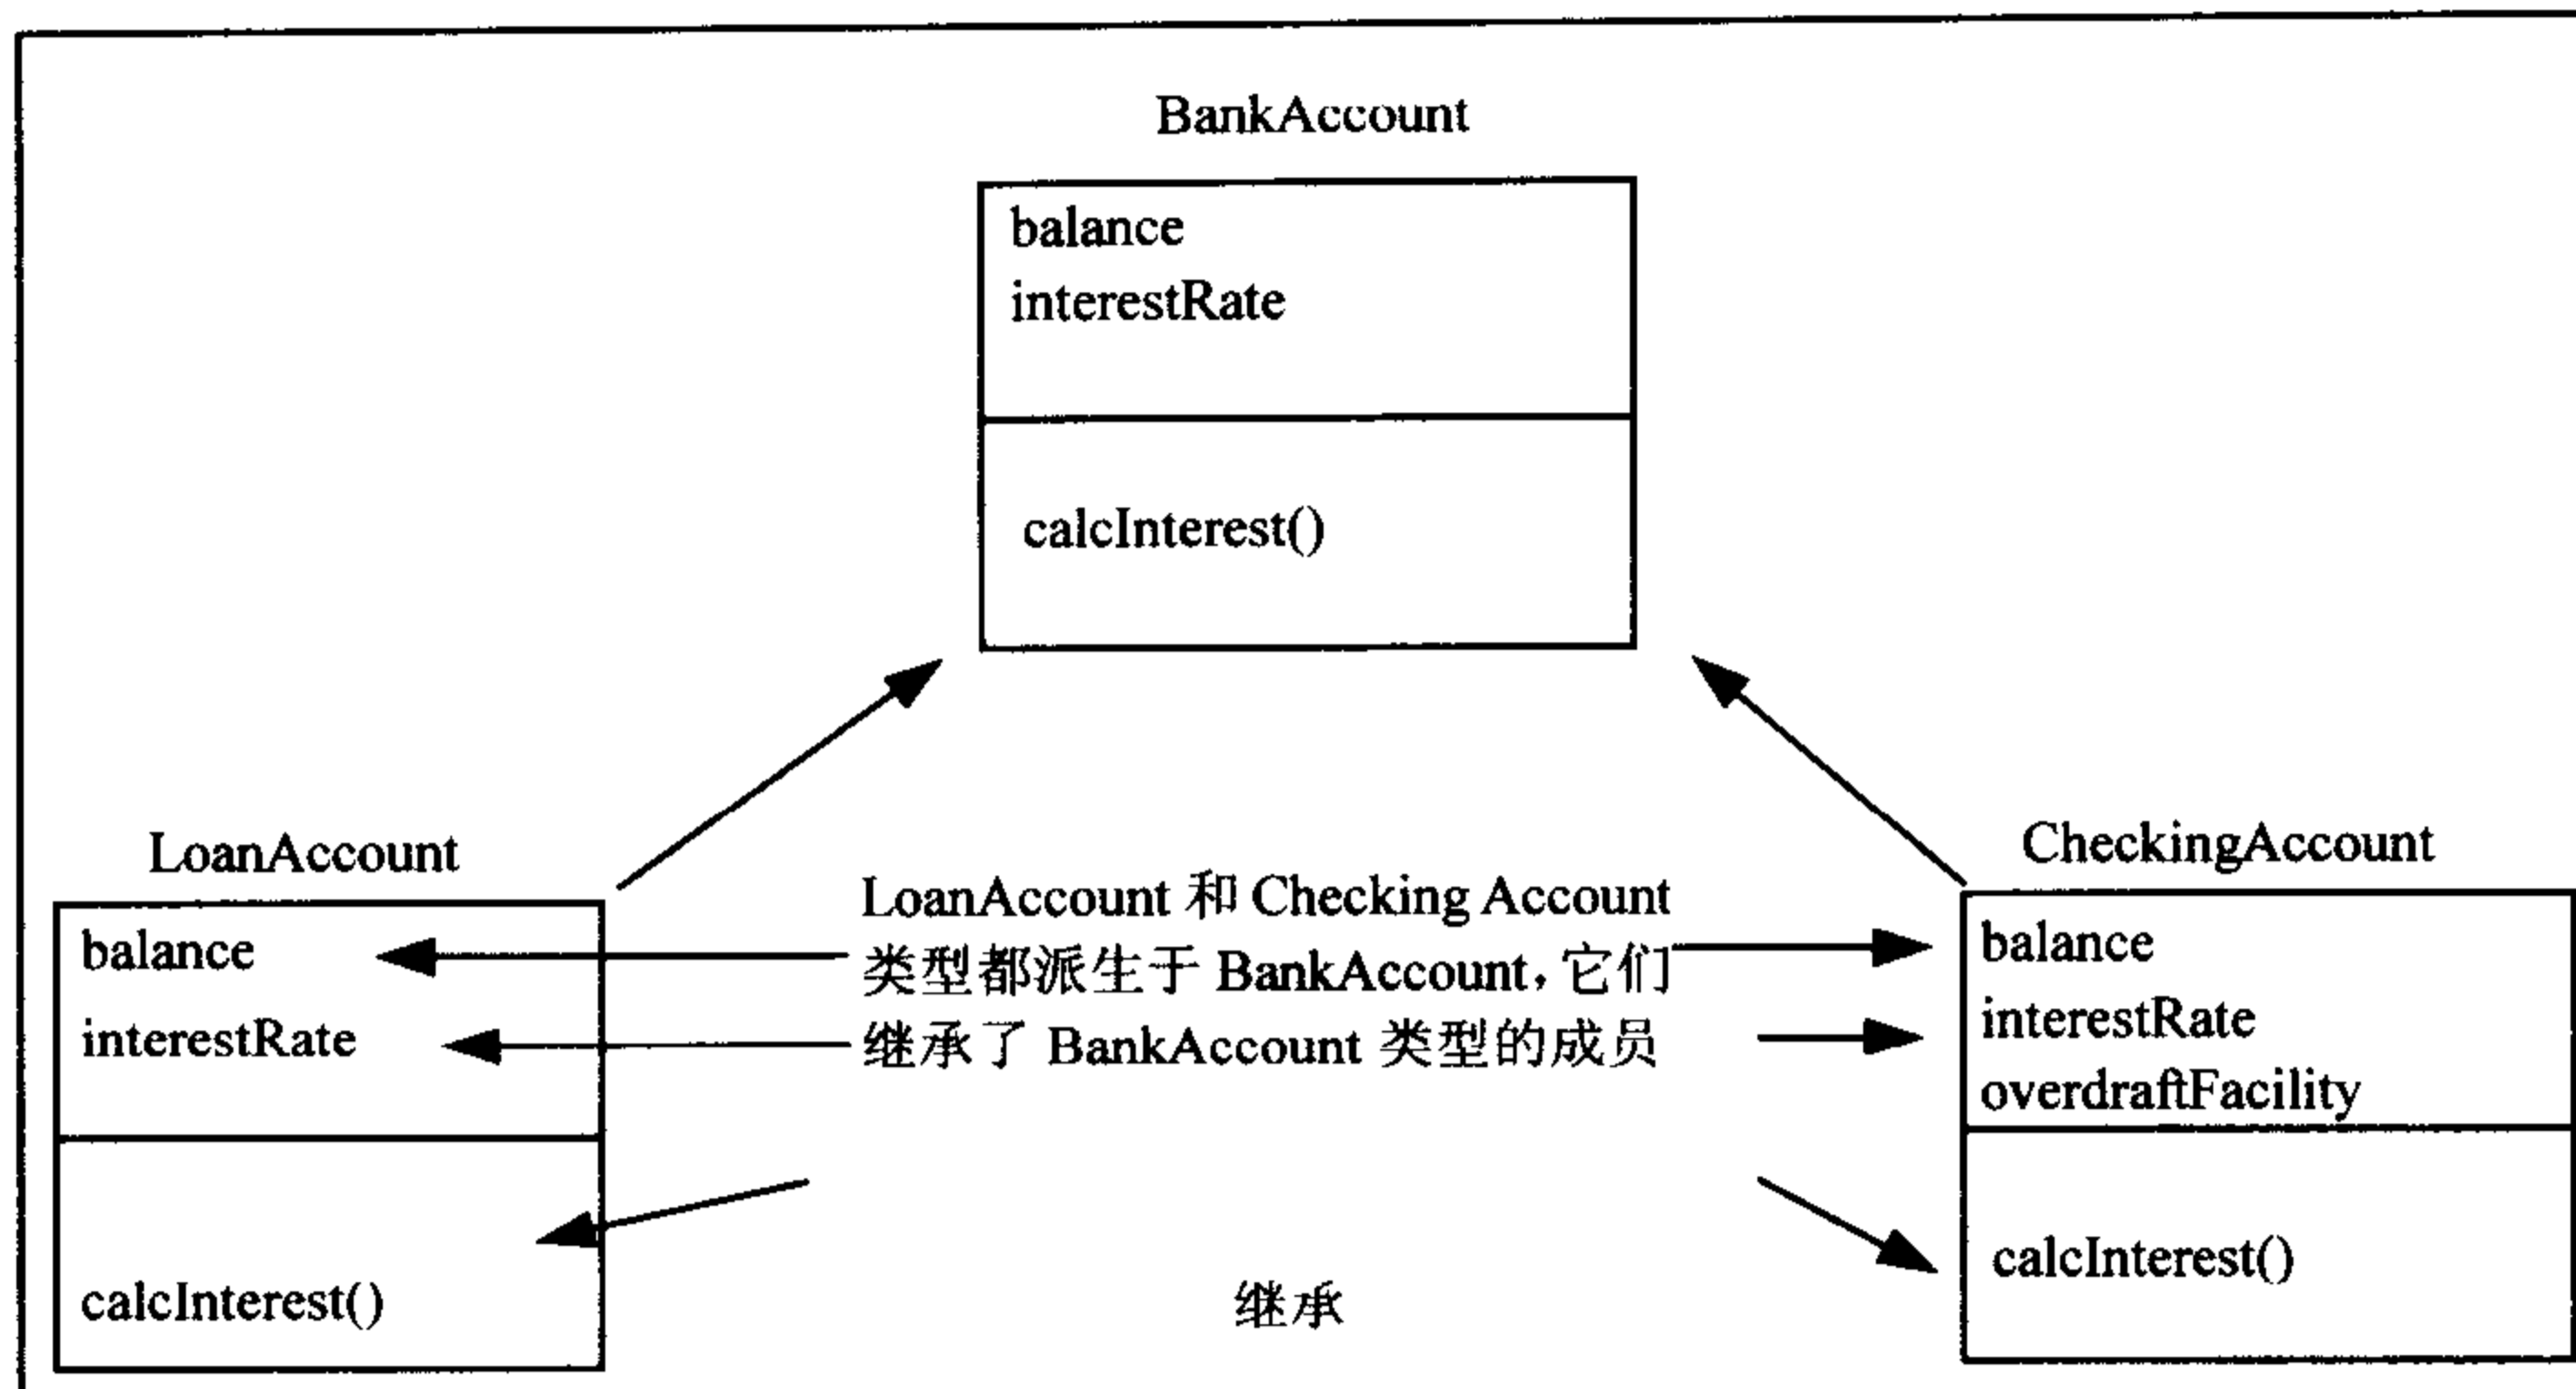 BankAccount
balance
interestRate
calcInterest()
LoanAccount
balance
interestRate
calcInterest()
LoanAccount 和 Checking Account
类型都派生于 BankAccount，它们
继承了 BankAccount 类型的成员
CheckingAccount
balance
interestRate
overdraftFacility
calcInterest()
继承